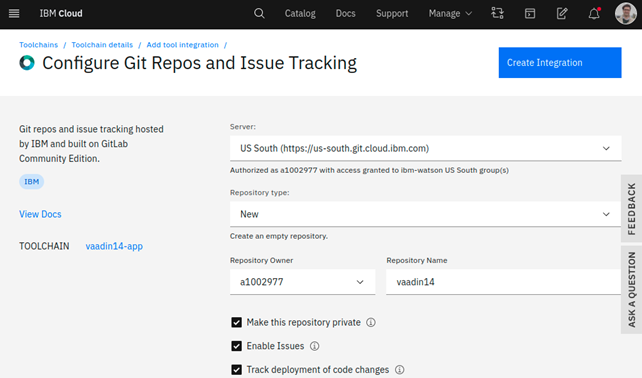 IBM Cloud
Catalog
Docs
Support
Manage
Toolchains / Toolchain details / Add tool integration /
Configure Git Repos and Issue Tracking
Create Integration
Git repos and issue tracking hosted
by IBM and built on GitLab
Community Edition.
IBM
View Docs
TOOLCHAIN vaadin14-app
Server:
US South (https://us-south.git.cloud.ibm.com)
Authorized as a1002977 with access granted to ibm-watson US South group(s)
Repository type:
New
Create an empty repository.
Repository Owner
a1002977
Repository Name
vaadin14
Make this repository private
Enable Issues
Track deployment of code changes
FEEDBACK
ASK A QUESTION